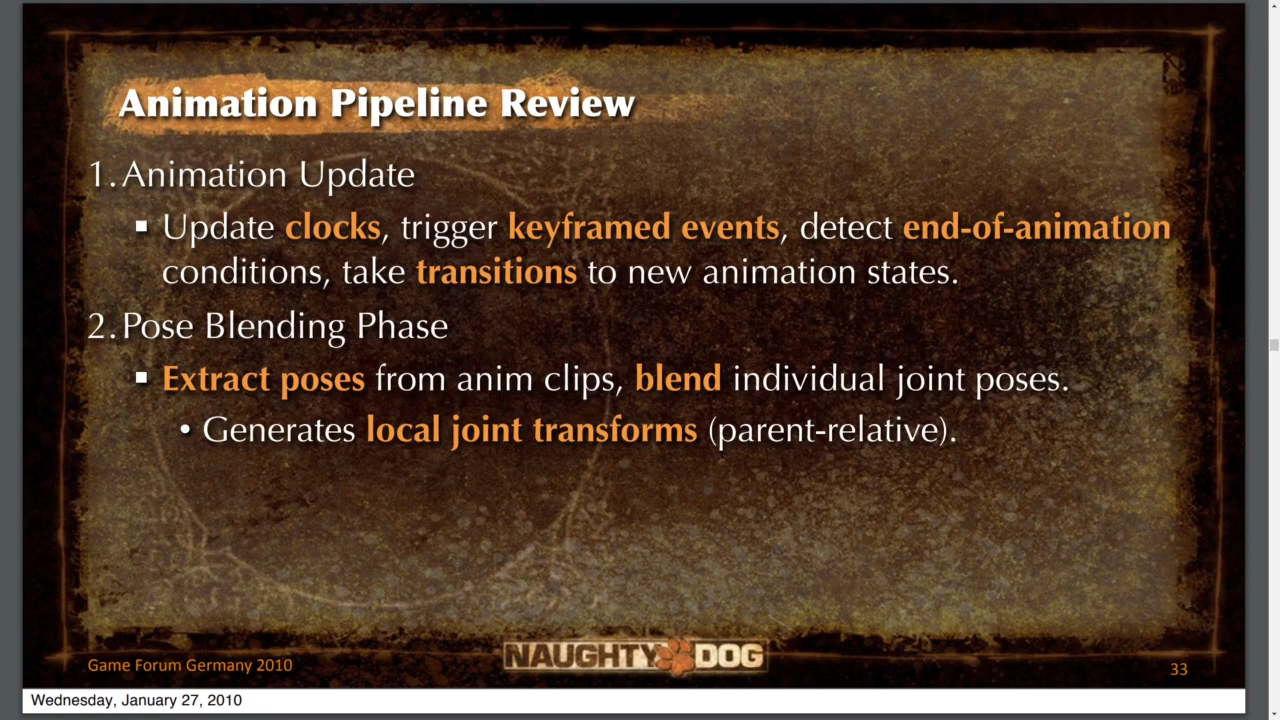 Animation Pipeline Review
1. Animation Update
▪ Update clocks, trigger keyframed events, detect end-of-animation
conditions, take transitions to new animation states.
2. Pose Blending Phase
▪ Extract poses from anim clips, blend individual joint poses.
• Generates local joint transforms (parent-relative).
Game Forum Germany 2010
NAUGHTY DOG
33
Wednesday, January 27, 2010